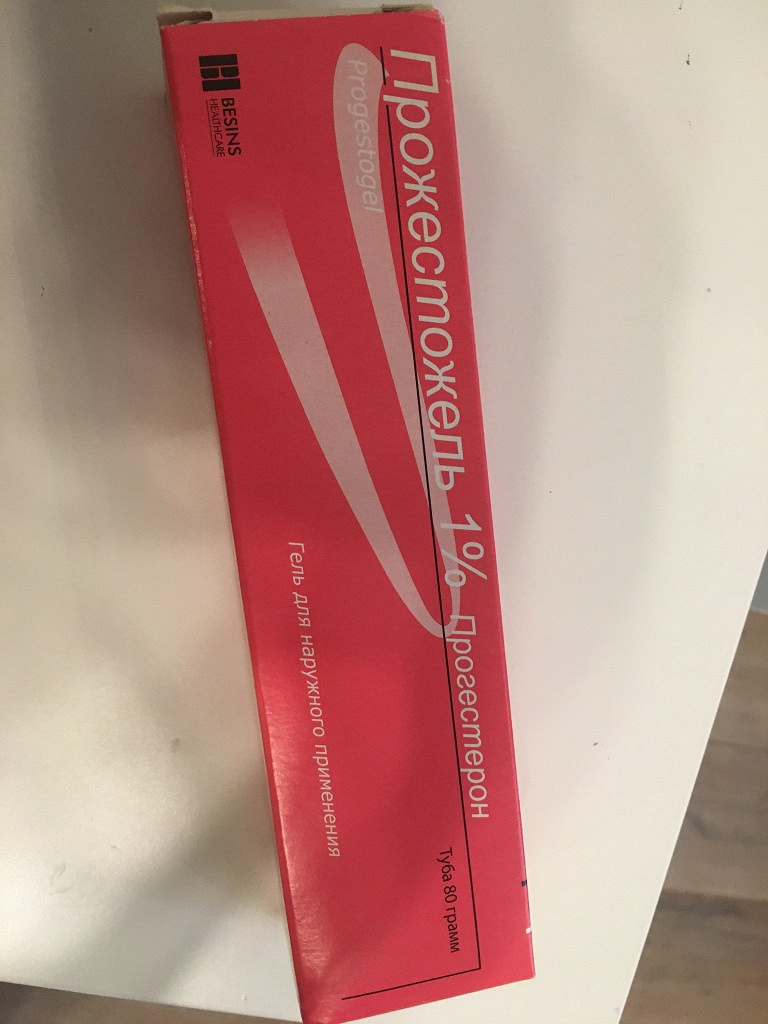 Прожестожель 1% Прогестерон
Progestogel
BESINS
HEALTHCARE
Гель для наружного применения
Туба 80 грамм